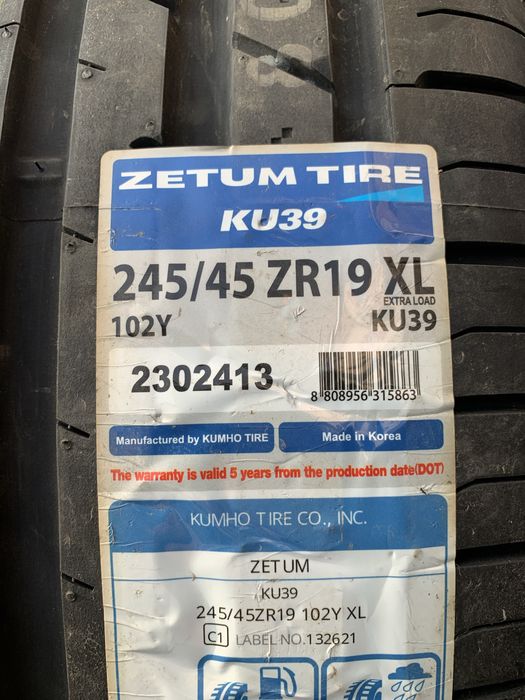 ZETUM TIRE
KU39
245/45 ZR19 XL
EXTRA LOAD
102Y KU39
2302413
8 808956 315863
Manufactured by KUMHO TIRE
Made in Korea
The warranty is valid 5 years from the production date(DOT)
KUMHO TIRE CO., INC.
ZETUM
KU39
245/45ZR19 102Y XL
C1 LABEL NO.132621